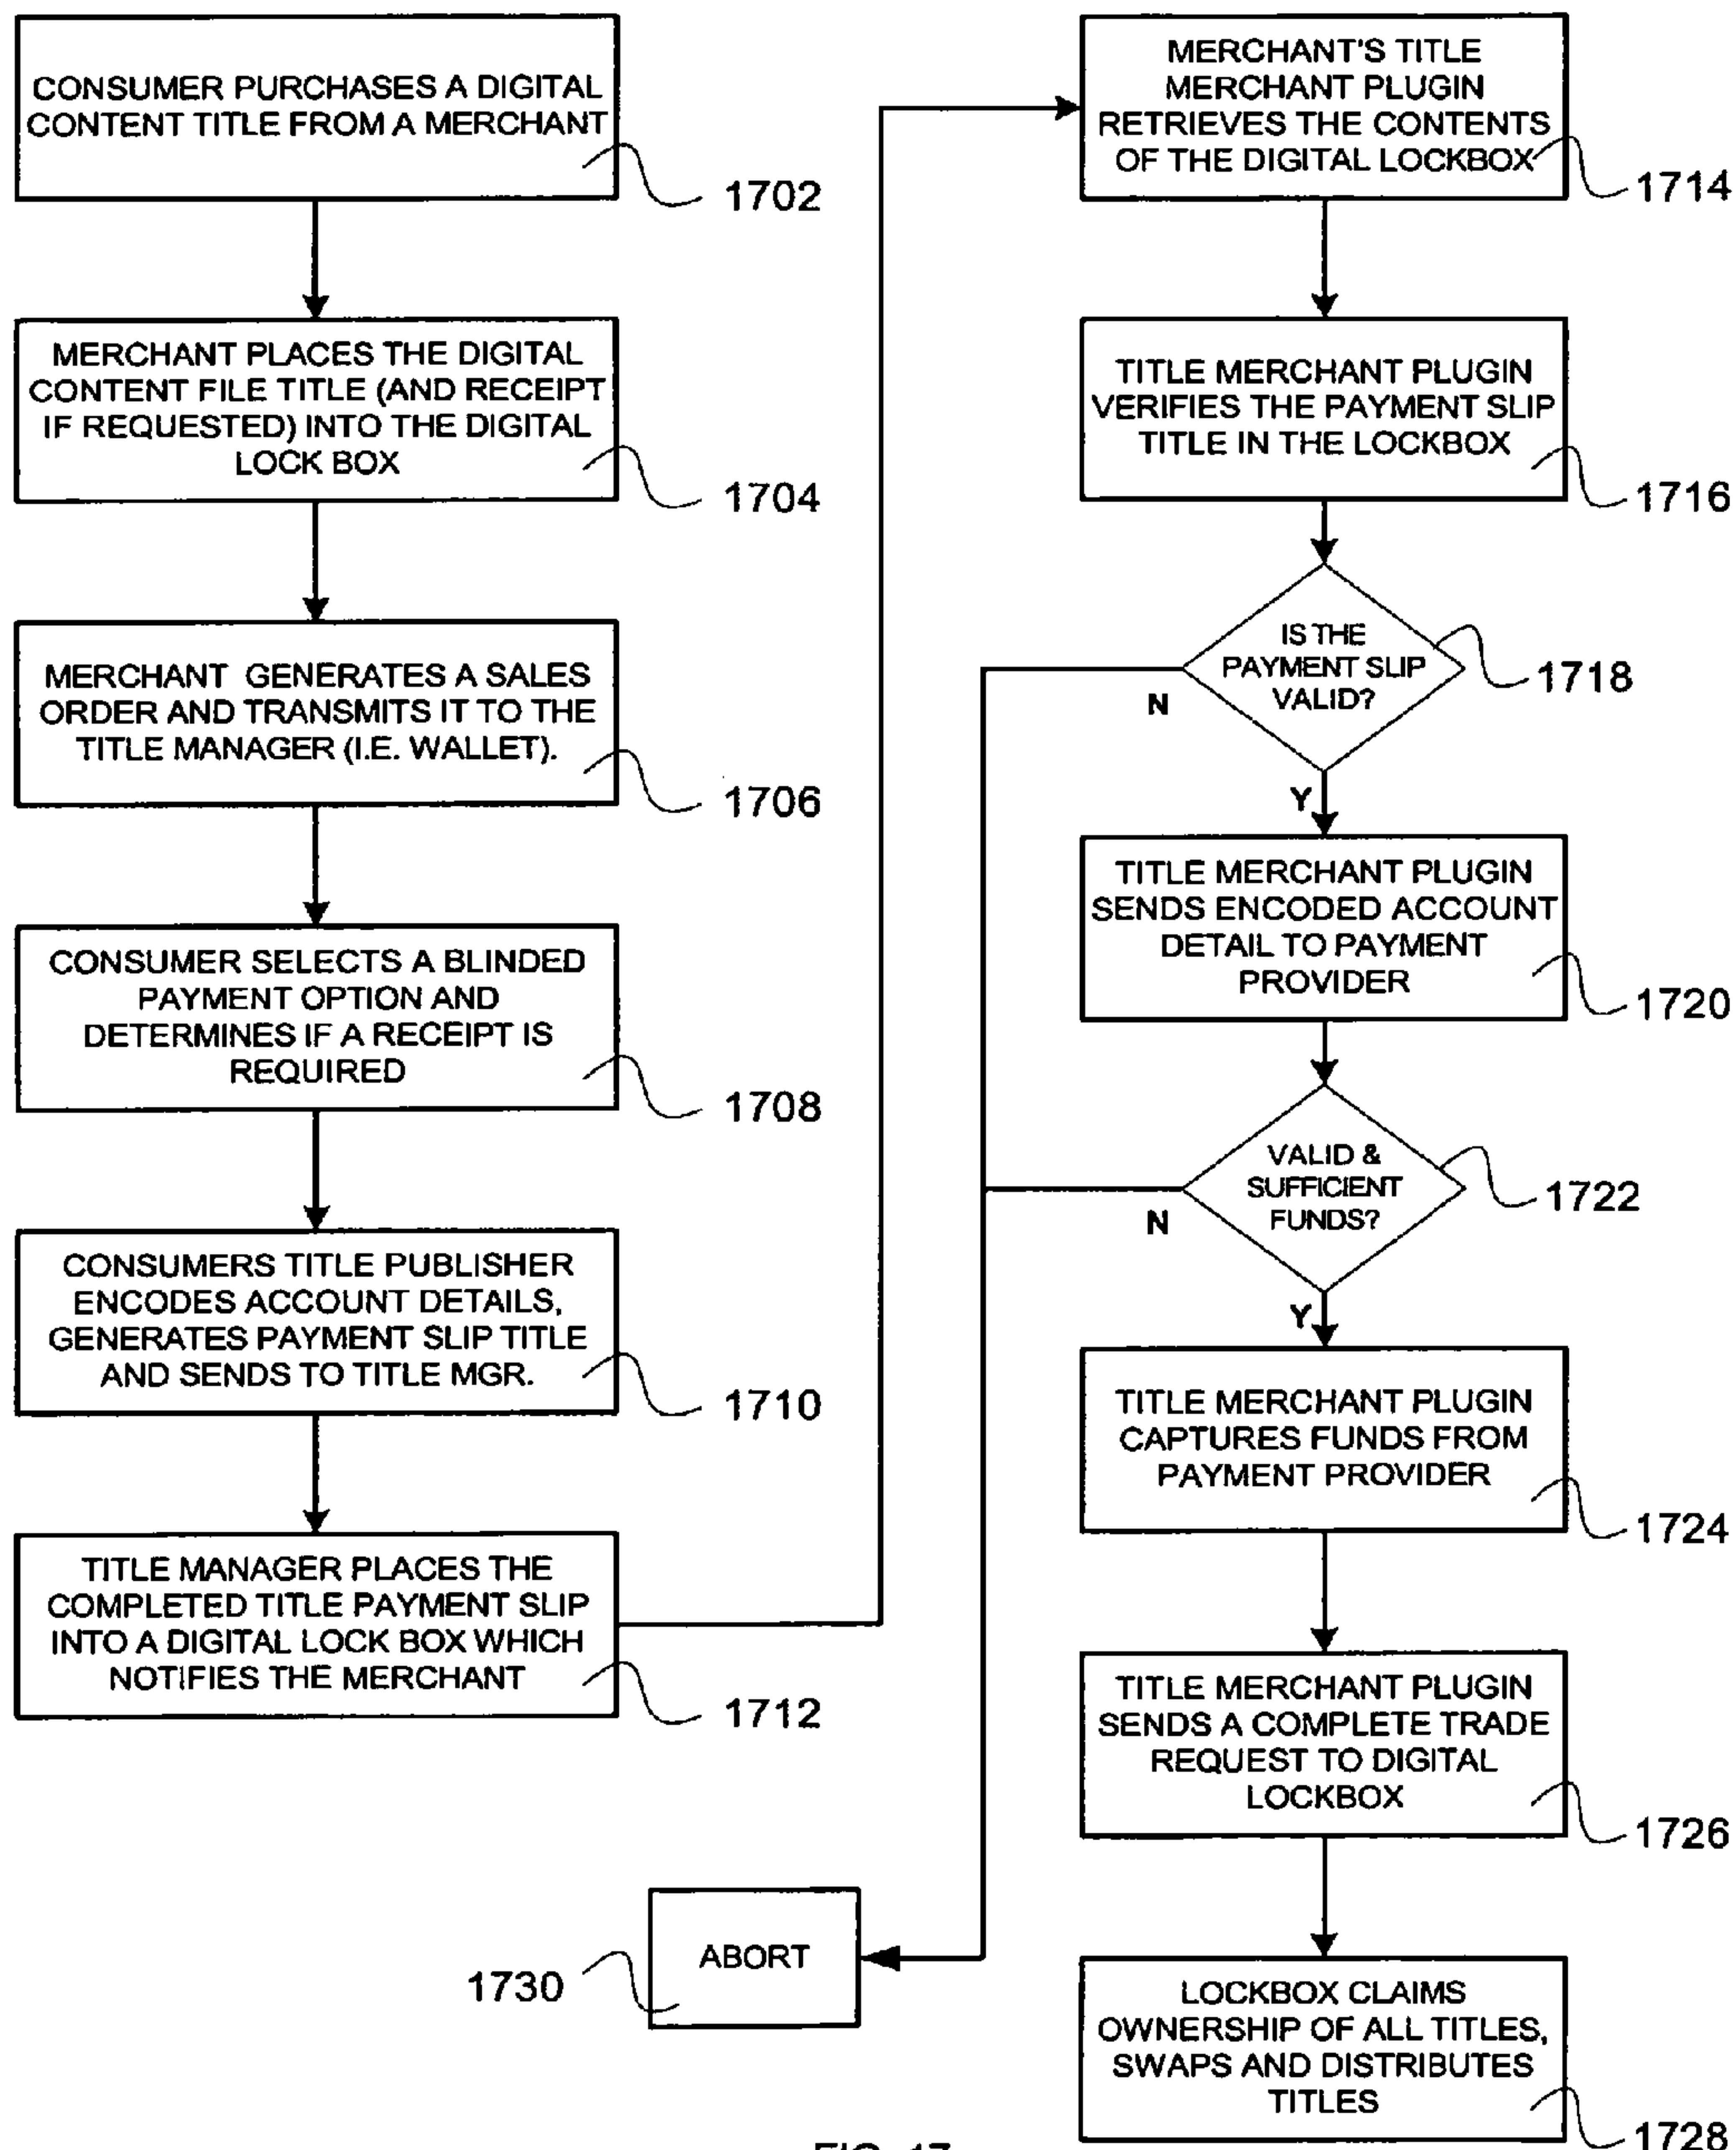 CONSUMER PURCHASES A DIGITAL
CONTENT TITLE FROM A MERCHANT
1702
MERCHANT PLACES THE DIGITAL
CONTENT FILE TITLE (AND RECEIPT
IF REQUESTED) INTO THE DIGITAL
LOCK BOX
1704
MERCHANT GENERATES A SALES
ORDER AND TRANSMITS IT TO THE
TITLE MANAGER (I.E. WALLET).
1706
CONSUMER SELECTS A BLINDED
PAYMENT OPTION AND
DETERMINES IF A RECEIPT IS
REQUIRED
1708
CONSUMERS TITLE PUBLISHER
ENCODES ACCOUNT DETAILS,
GENERATES PAYMENT SLIP TITLE
AND SENDS TO TITLE MGR.
1710
TITLE MANAGER PLACES THE
COMPLETED TITLE PAYMENT SLIP
INTO A DIGITAL LOCK BOX WHICH
NOTIFIES THE MERCHANT
1712
MERCHANT'S TITLE
MERCHANT PLUGIN
RETRIEVES THE CONTENTS
OF THE DIGITAL LOCKBOX
1714
TITLE MERCHANT PLUGIN
VERIFIES THE PAYMENT SLIP
TITLE IN THE LOCKBOX
1716
IS THE
PAYMENT SLIP
VALID?
1718
N
Y
TITLE MERCHANT PLUGIN
SENDS ENCODED ACCOUNT
DETAIL TO PAYMENT
PROVIDER
1720
VALID &
SUFFICIENT
FUNDS?
1722
N
Y
TITLE MERCHANT PLUGIN
CAPTURES FUNDS FROM
PAYMENT PROVIDER
1724
TITLE MERCHANT PLUGIN
SENDS A COMPLETE TRADE
REQUEST TO DIGITAL
LOCKBOX
1726
ABORT
1730
LOCKBOX CLAIMS
OWNERSHIP OF ALL TITLES,
SWAPS AND DISTRIBUTES
TITLES
1728
FIG. 17